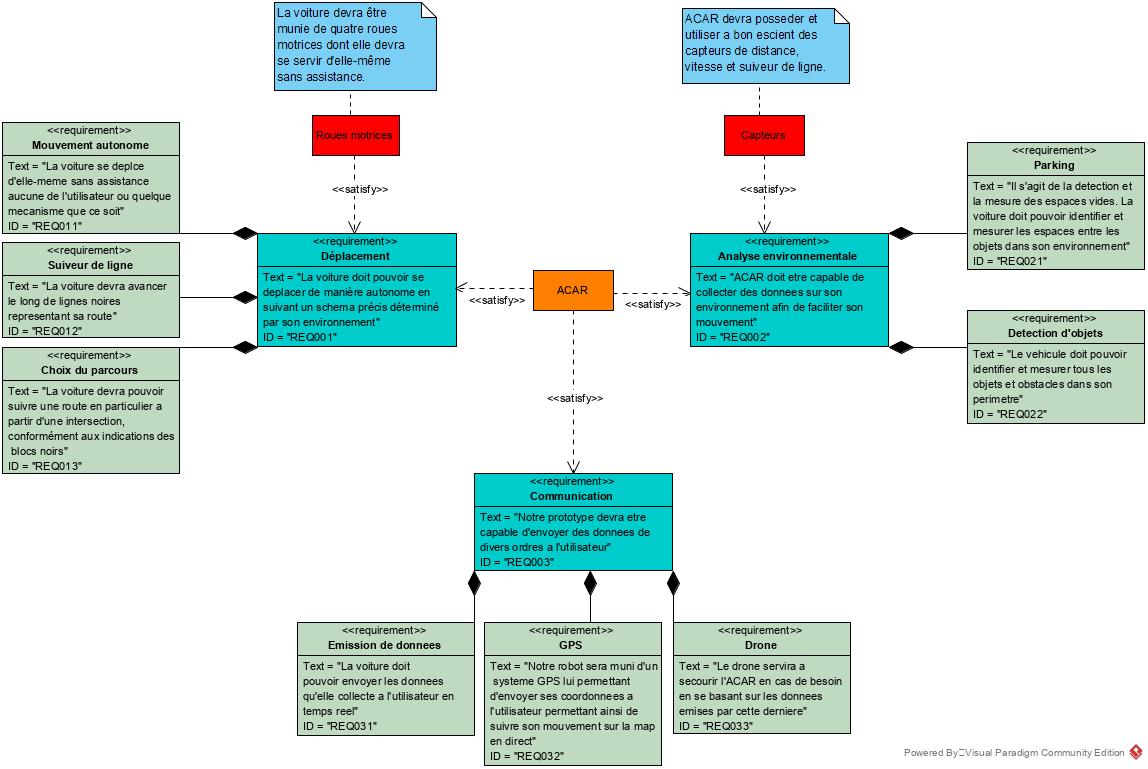 La voiture devra être
munie de quatre roues
motrices dont elle devra
se servir d'elle-même
sans assistance.
ACAR devra posseder et
utiliser a bon escient des
capteurs de distance,
vitesse et suiveur de ligne.
Roues motrices
Capteurs
<<satisfy>>
<<satisfy>>
<<requirement>>
Mouvement autonome
Text = "La voiture se deplce
d'elle-meme sans assistance
aucune de l'utilisateur ou quelque
mecanisme que ce soit"
ID = "REQ011"
<<requirement>>
Suiveur de ligne
Text = "La voiture devra avancer
le long de lignes noires
representant sa route"
ID = "REQ012"
<<requirement>>
Choix du parcours
Text = "La voiture devra pouvoir
suivre une route en particulier a
partir d'une intersection,
conformément aux indications des
blocs noirs"
ID = "REQ013"
<<requirement>>
Déplacement
Text = "La voiture doit pouvoir se
deplacer de manière autonome en
suivant un schema précis déterminé
par son environnement"
ID = "REQ001"
<<satisfy>>
ACAR
<<satisfy>>
<<satisfy>>
<<requirement>>
Analyse environnementale
Text = "ACAR doit etre capable de
collecter des donnees sur son
environement afin de faciliter son
mouvement"
ID = "REQ002"
<<requirement>>
Parking
Text = "Il s'agit de la detection et
la mesure des espaces vides. La
voiture doit pouvoir identifier et
mesurer les espaces entre les
objets dans son environnement"
ID = "REQ021"
<<requirement>>
Detection d'objets
Text = "Le vehicule doit pouvoir
identifier et mesurer tous les
objets et obstacles dans son
perimetre"
ID = "REQ022"
<<requirement>>
Communication
Text = "Notre prototype devra etre
capable d'envoyer des donnees de
divers ordres a l'utilisateur"
ID = "REQ003"
<<requirement>>
Emission de donnees
Text = "La voiture doit
pouvoir envoyer les donnees
qu'elle collecte a l'utilisateur en
temps reel"
ID = "REQ031"
<<requirement>>
GPS
Text = "Notre robot sera muni d'un
systeme GPS lui permettant
d'envoyer ses coordonnees a
l'utilisateur permettant ainsi de
suivre son mouvement sur la map
en direct"
ID = "REQ032"
<<requirement>>
Drone
Text = "Le drone servira a
secourir l'ACAR en cas de besoin
en se basant sur les donnees
emises par cette derniere"
ID = "REQ033"
Powered By Visual Paradigm Community Edition